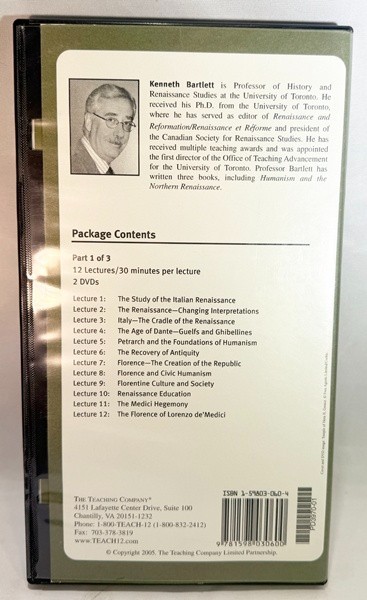 Kenneth Bartlett is Professor of History and
Renaissance Studies at the University of Toronto. He
received his Ph.D. from the University of Toronto,
where he has served as editor of Renaissance and
Reformation/Renaissance et Réforme and president of
the Canadian Society for Renaissance Studies. He has
received multiple teaching awards and was appointed
the first director of the Office of Teaching Advancement
for the University of Toronto. Professor Bartlett has
written three books, including Humanism and the
Northern Renaissance.
Package Contents
Part 1 of 3
12 Lectures/30 minutes per lecture
2 DVDs
Lecture 1: The Study of the Italian Renaissance
Lecture 2: The Renaissance—Changing Interpretations
Lecture 3: Italy—The Cradle of the Renaissance
Lecture 4: The Age of Dante—Guelfs and Ghibellines
Lecture 5: Petrarch and the Foundations of Humanism
Lecture 6: The Recovery of Antiquity
Lecture 7: Florence—The Creation of the Republic
Lecture 8: Florence and Civic Humanism
Lecture 9: Florentine Culture and Society
Lecture 10: Renaissance Education
Lecture 11: The Medici Hegemony
Lecture 12: The Florence of Lorenzo de'Medici
THE TEACHING COMPANY®
4151 Lafayette Center Drive, Suite 100
Chantilly, VA 20151-1232
Phone: 1-800-TEACH-12 (1-800-832-2412)
Fax: 703-378-3819
WWW.TEACH12.COM
© Copyright 2005. The Teaching Company Limited Partnership.
ISBN 1-59803-060-4
9 781598 030600
PD3970-01